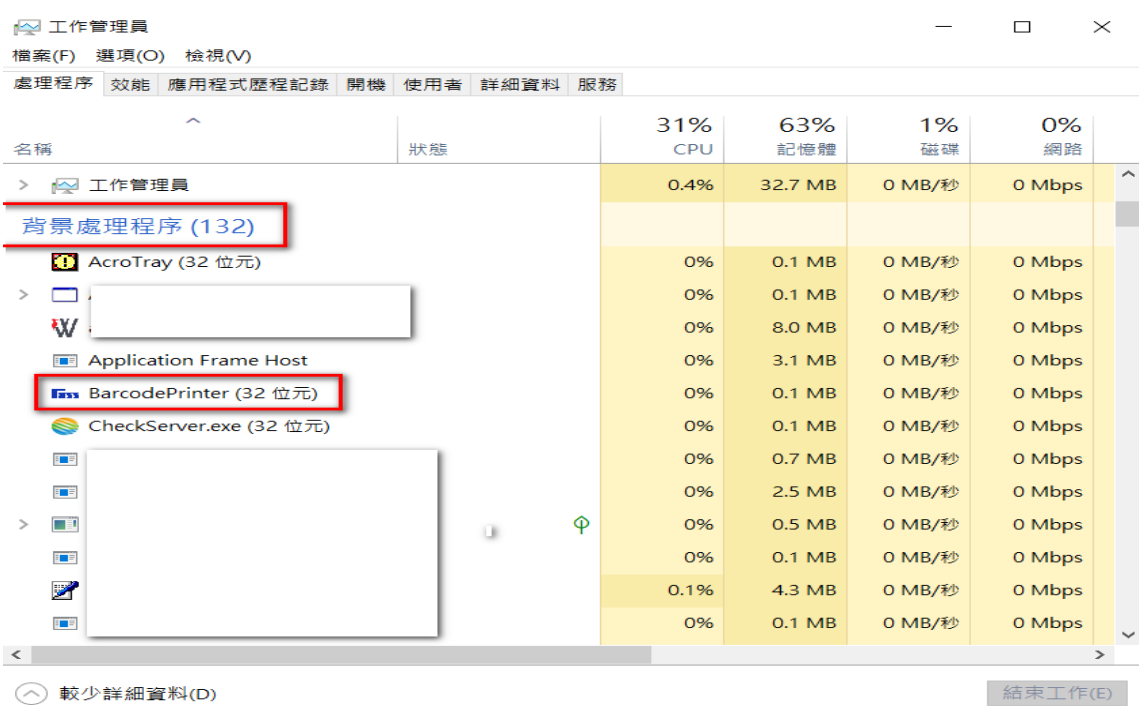 工作管理員
檔案(F) 選項(O) 檢視(V)
處理程序 效能 應用程式歷程記錄 開機 使用者 詳細資料 服務
31% 63% 1% 0%
名稱 狀態 CPU 記憶體 磁碟 網路
工作管理員 0.4% 32.7 MB 0 MB/秒 0 Mbps
背景處理程序 (132)
AcroTray (32 位元) 0% 0.1 MB 0 MB/秒 0 Mbps
0% 0.1 MB 0 MB/秒 0 Mbps
0% 8.0 MB 0 MB/秒 0 Mbps
Application Frame Host 0% 3.1 MB 0 MB/秒 0 Mbps
BarcodePrinter (32 位元) 0% 0.1 MB 0 MB/秒 0 Mbps
CheckServer.exe (32 位元) 0% 0.1 MB 0 MB/秒 0 Mbps
0% 0.7 MB 0 MB/秒 0 Mbps
0% 2.5 MB 0 MB/秒 0 Mbps
0% 0.5 MB 0 MB/秒 0 Mbps
0% 0.1 MB 0 MB/秒 0 Mbps
0.1% 4.3 MB 0 MB/秒 0 Mbps
0% 0.1 MB 0 MB/秒 0 Mbps
較少詳細資料(D) 結束工作(E)